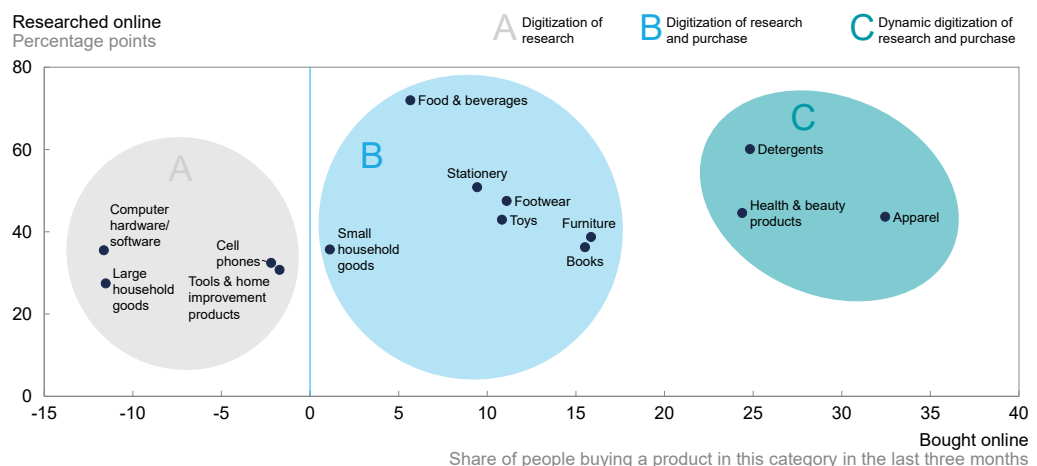 Researched online
Percentage points
A Digitization of
research
B Digitization of research
and purchase
C Dynamic digitization of
research and purchase
80
60
40
20
0
A
Computer
hardware/
software
Large
household
goods
Cell
phones
Tools & home
improvement
products
B
Food & beverages
Stationery
Footwear
Toys
Furniture
Books
Small
household
goods
C
Detergents
Health & beauty
products
Apparel
-15 -10 -5 0 5 10 15 20 25 30 35 40
Bought online
Share of people buying a product in this category in the last three months